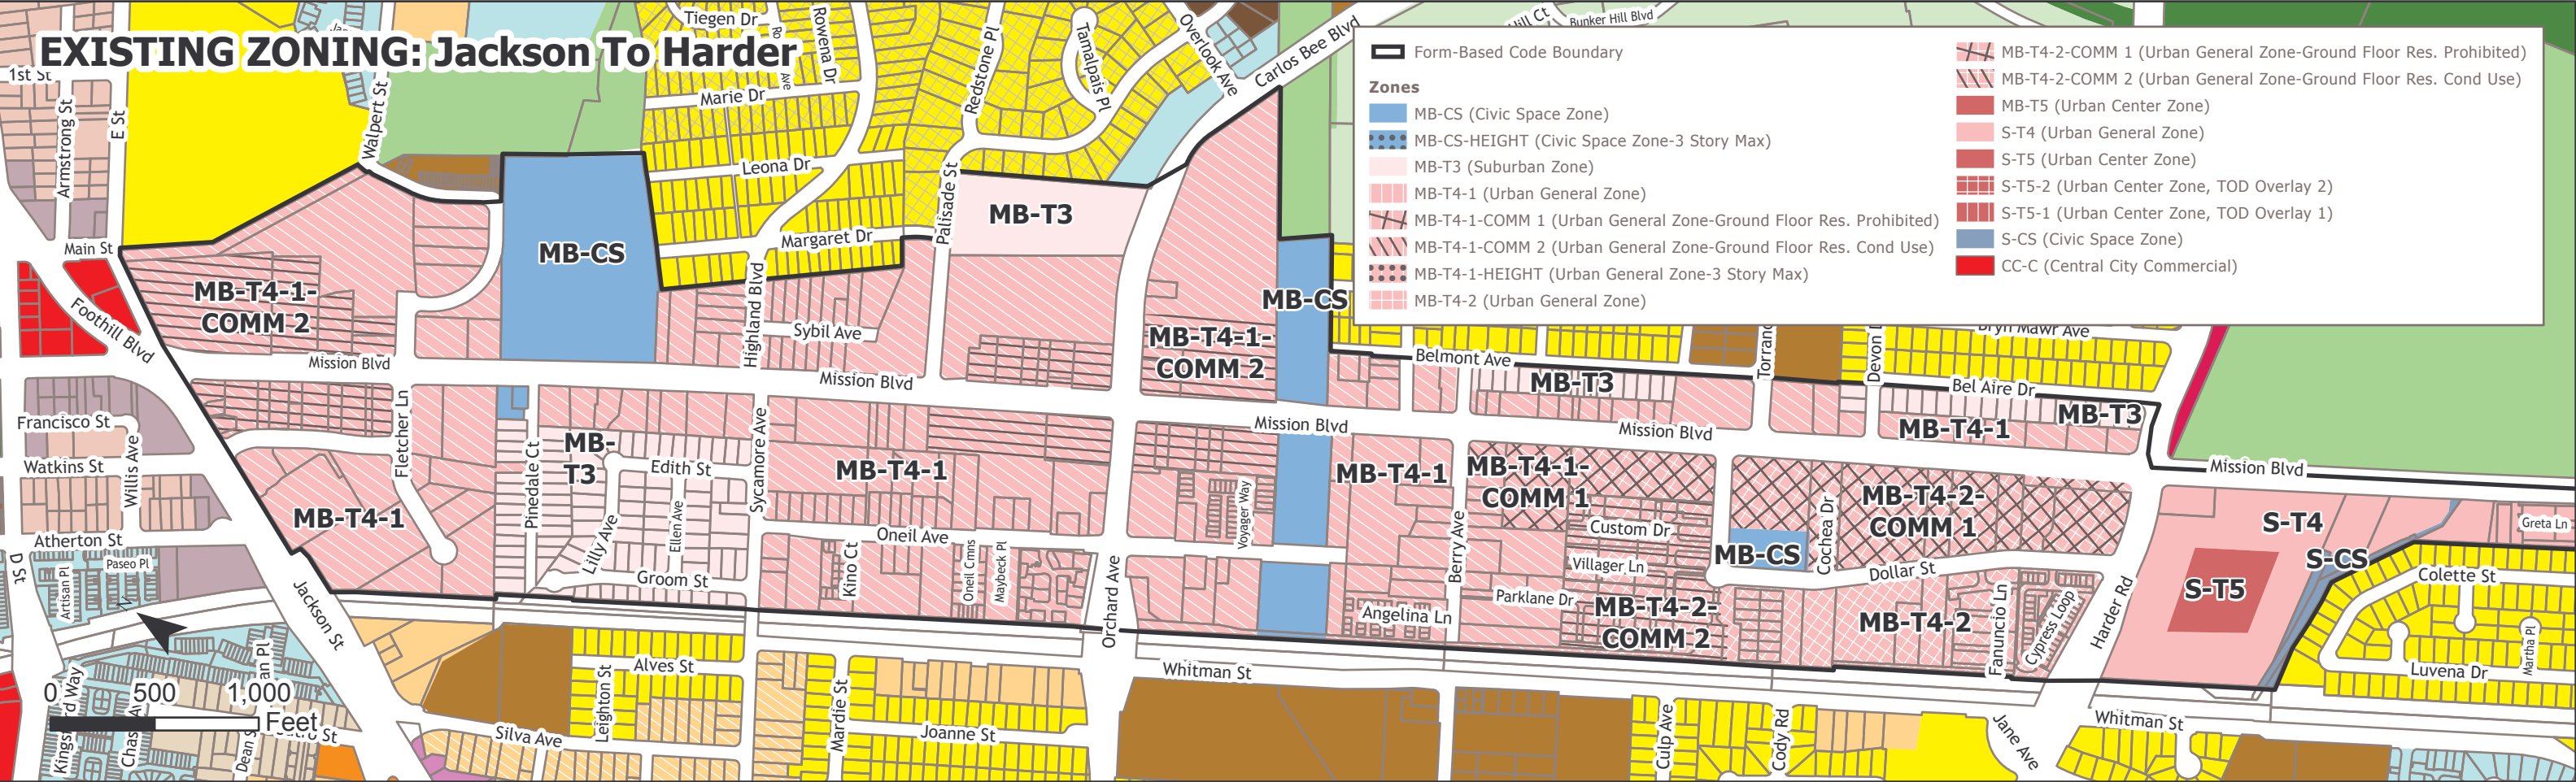 EXISTING ZONING: Jackson To Harder
Form-Based Code Boundary
Zones
MB-CS (Civic Space Zone)
MB-CS-HEIGHT (Civic Space Zone-3 Story Max)
MB-T3 (Suburban Zone)
MB-T4-1 (Urban General Zone)
MB-T4-1-COMM 1 (Urban General Zone-Ground Floor Res. Prohibited)
MB-T4-1-COMM 2 (Urban General Zone-Ground Floor Res. Cond Use)
MB-T4-1-HEIGHT (Urban General Zone-3 Story Max)
MB-T4-2 (Urban General Zone)
MB-T4-2-COMM 1 (Urban General Zone-Ground Floor Res. Prohibited)
MB-T4-2-COMM 2 (Urban General Zone-Ground Floor Res. Cond Use)
MB-T5 (Urban Center Zone)
S-T4 (Urban General Zone)
S-T5 (Urban Center Zone)
S-T5-2 (Urban Center Zone, TOD Overlay 2)
S-T5-1 (Urban Center Zone, TOD Overlay 1)
S-CS (Civic Space Zone)
CC-C (Central City Commercial)
1st St
Armstrong St
E St
Walpert St
Tiegen Dr
Rowena Dr
Marie Dr
Leona Dr
Margaret Dr
Redstone Pl
Tamalpais Pl
Overlook Ave
Carlos Bee Blvd
Hill Ct
Bunker Hill Blvd
Palisade St
Main St
Foothill Blvd
Highland Blvd
Sybil Ave
Mission Blvd
Mission Blvd
Mission Blvd
Mission Blvd
Mission Blvd
MB-T4-1-
COMM 2
MB-CS
MB-T3
MB-T4-1-
COMM 2
MB-CS
Belmont Ave
MB-T3
Torran
Devon D
Bryn Mawr Ave
Bel Aire Dr
MB-T4-1
MB-T3
Francisco St
Watkins St
Willis Ave
Atherton St
Paseo Pl
Artisan Pl
D St
Fletcher Ln
MB-T4-1
Pinedale Ct
MB-
T3
Edith St
Lilly Ave
Ellen Ave
Groom St
Sycamore Ave
MB-T4-1
Oneil Ave
Kino Ct
Oneil Cmns
Maybeck Pl
Orchard Ave
Voyager Way
MB-T4-1
Angelina Ln
Berry Ave
MB-T4-1-
COMM 1
Custom Dr
Villager Ln
Parklane Dr
MB-T4-2-
COMM 2
MB-CS
Cochea Dr
MB-T4-2-
COMM 1
Dollar St
MB-T4-2
Fanuncio Ln
Cypress Loop
Harder Rd
S-T4
S-CS
S-T5
Greta Ln
Colette St
Luvena Dr
Martha Pl
Jackson St
N
0 500 1,000
Feet
Alves St
Leighton St
Silva Ave
Mardie St
Joanne St
Whitman St
Culp Ave
Cody Rd
Jane Ave
Whitman St